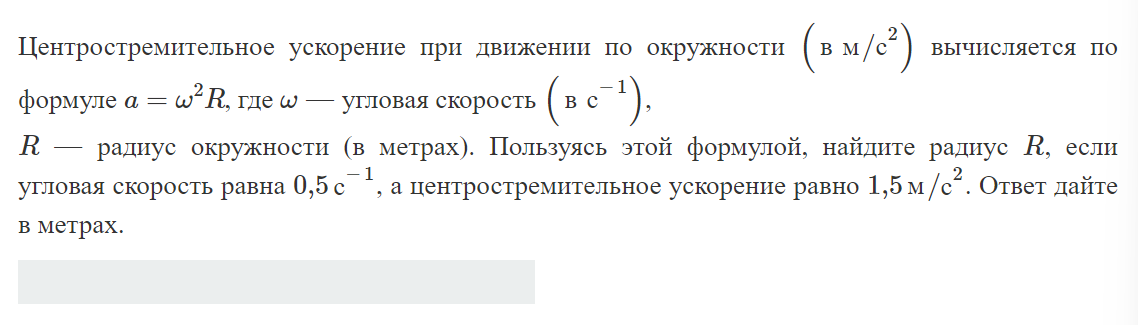 Центростремительное ускорение при движении по окружности (в м/с²) вычисляется по
формуле a = ω²R, где ω — угловая скорость (в с⁻¹),
R — радиус окружности (в метрах). Пользуясь этой формулой, найдите радиус R, если
угловая скорость равна 0,5 с⁻¹, а центростремительное ускорение равно 1,5 м/с². Ответ дайте
в метрах.